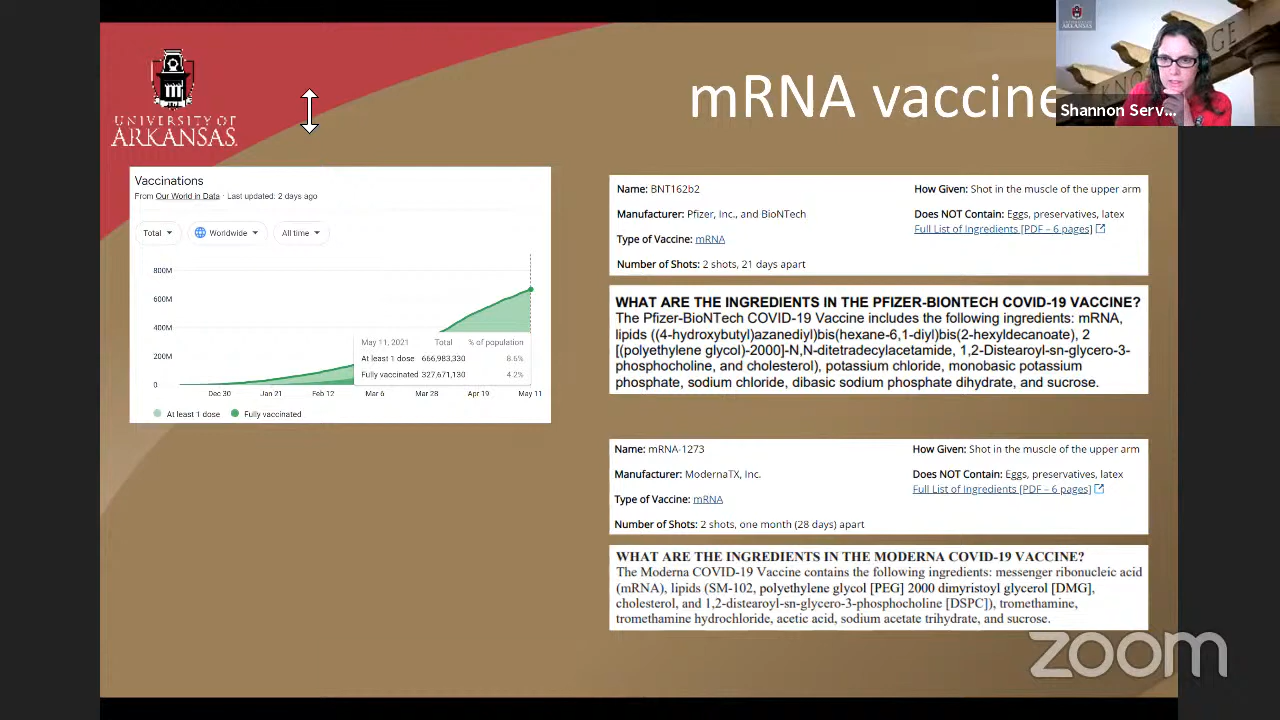 UNIVERSITY OF
ARKANSAS
mRNA vaccine
Shannon Serv...
Vaccinations
From Our World in Data · Last updated: 2 days ago
Total
Worldwide
All time
800M
600M
400M
200M
0
May 11, 2021 Total % of population
At least 1 dose 666,983,330 8.6%
Fully vaccinated 327,671,130 4.2%
Dec 30 Jan 21 Feb 12 Mar 6 Mar 28 Apr 19 May 11
At least 1 dose Fully vaccinated
Name: BNT162b2
Manufacturer: Pfizer, Inc., and BioNTech
Type of Vaccine: mRNA
Number of Shots: 2 shots, 21 days apart
How Given: Shot in the muscle of the upper arm
Does NOT Contain: Eggs, preservatives, latex
Full List of Ingredients [PDF – 6 pages]
WHAT ARE THE INGREDIENTS IN THE PFIZER-BIONTECH COVID-19 VACCINE?
The Pfizer-BioNTech COVID-19 Vaccine includes the following ingredients: mRNA,
lipids ((4-hydroxybutyl)azanediyl)bis(hexane-6,1-diyl)bis(2-hexyldecanoate), 2
[(polyethylene glycol)-2000]-N,N-ditetradecylacetamide, 1,2-Distearoyl-sn-glycero-3-
phosphocholine, and cholesterol), potassium chloride, monobasic potassium
phosphate, sodium chloride, dibasic sodium phosphate dihydrate, and sucrose.
Name: mRNA-1273
Manufacturer: ModernaTX, Inc.
Type of Vaccine: mRNA
Number of Shots: 2 shots, one month (28 days) apart
How Given: Shot in the muscle of the upper arm
Does NOT Contain: Eggs, preservatives, latex
Full List of Ingredients [PDF – 6 pages]
WHAT ARE THE INGREDIENTS IN THE MODERNA COVID-19 VACCINE?
The Moderna COVID-19 Vaccine contains the following ingredients: messenger ribonucleic acid
(mRNA), lipids (SM-102, polyethylene glycol [PEG] 2000 dimyristoyl glycerol [DMG],
cholesterol, and 1,2-distearoyl-sn-glycero-3-phosphocholine [DSPC]), tromethamine,
tromethamine hydrochloride, acetic acid, sodium acetate trihydrate, and sucrose.
zoom